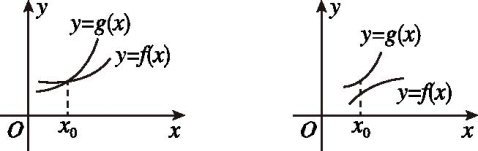 y
y=g(x)
y=f(x)
O
x₀
x
y
y=g(x)
y=f(x)
O
x₀
x